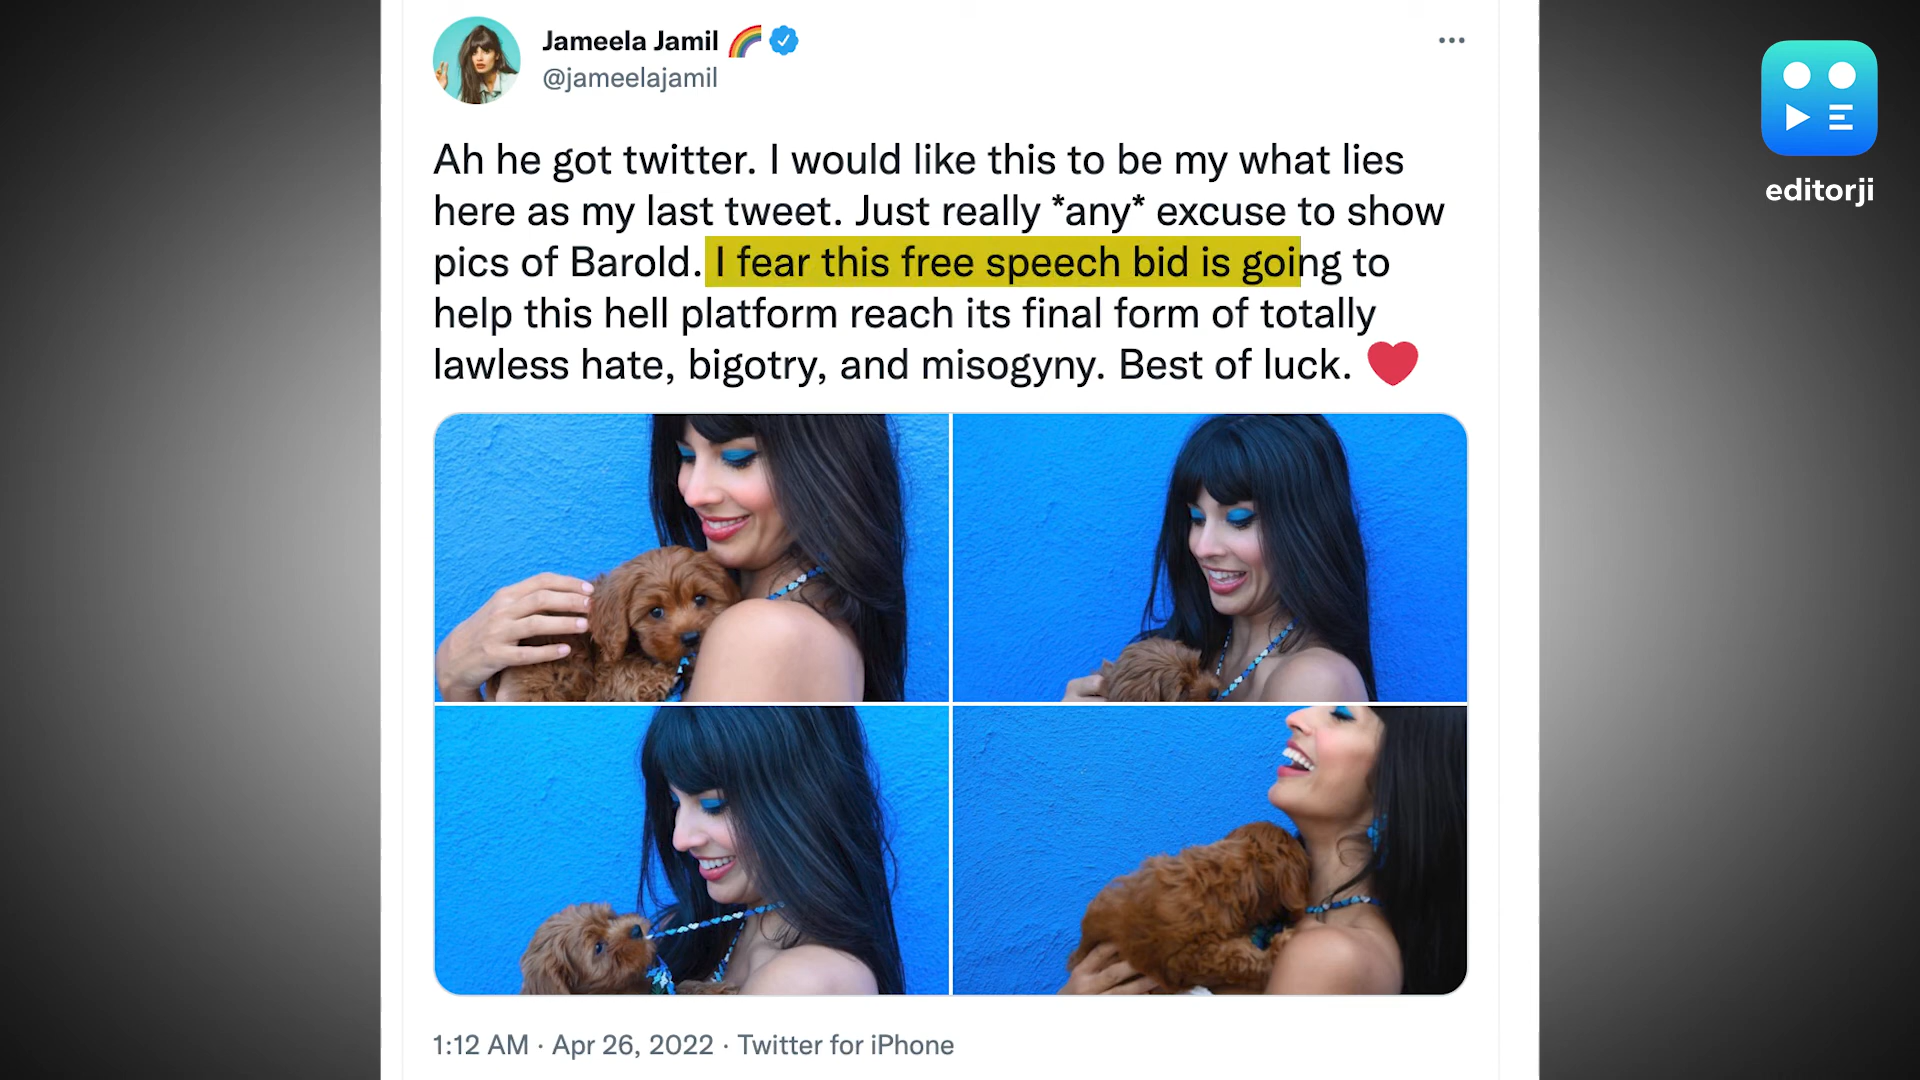 Jameela Jamil
@jameelajamil
editorji
Ah he got twitter. I would like this to be my what lies
here as my last tweet. Just really *any* excuse to show
pics of Barold. I fear this free speech bid is going to
help this hell platform reach its final form of totally
lawless hate, bigotry, and misogyny. Best of luck. ❤️
1:12 AM · Apr 26, 2022 · Twitter for iPhone